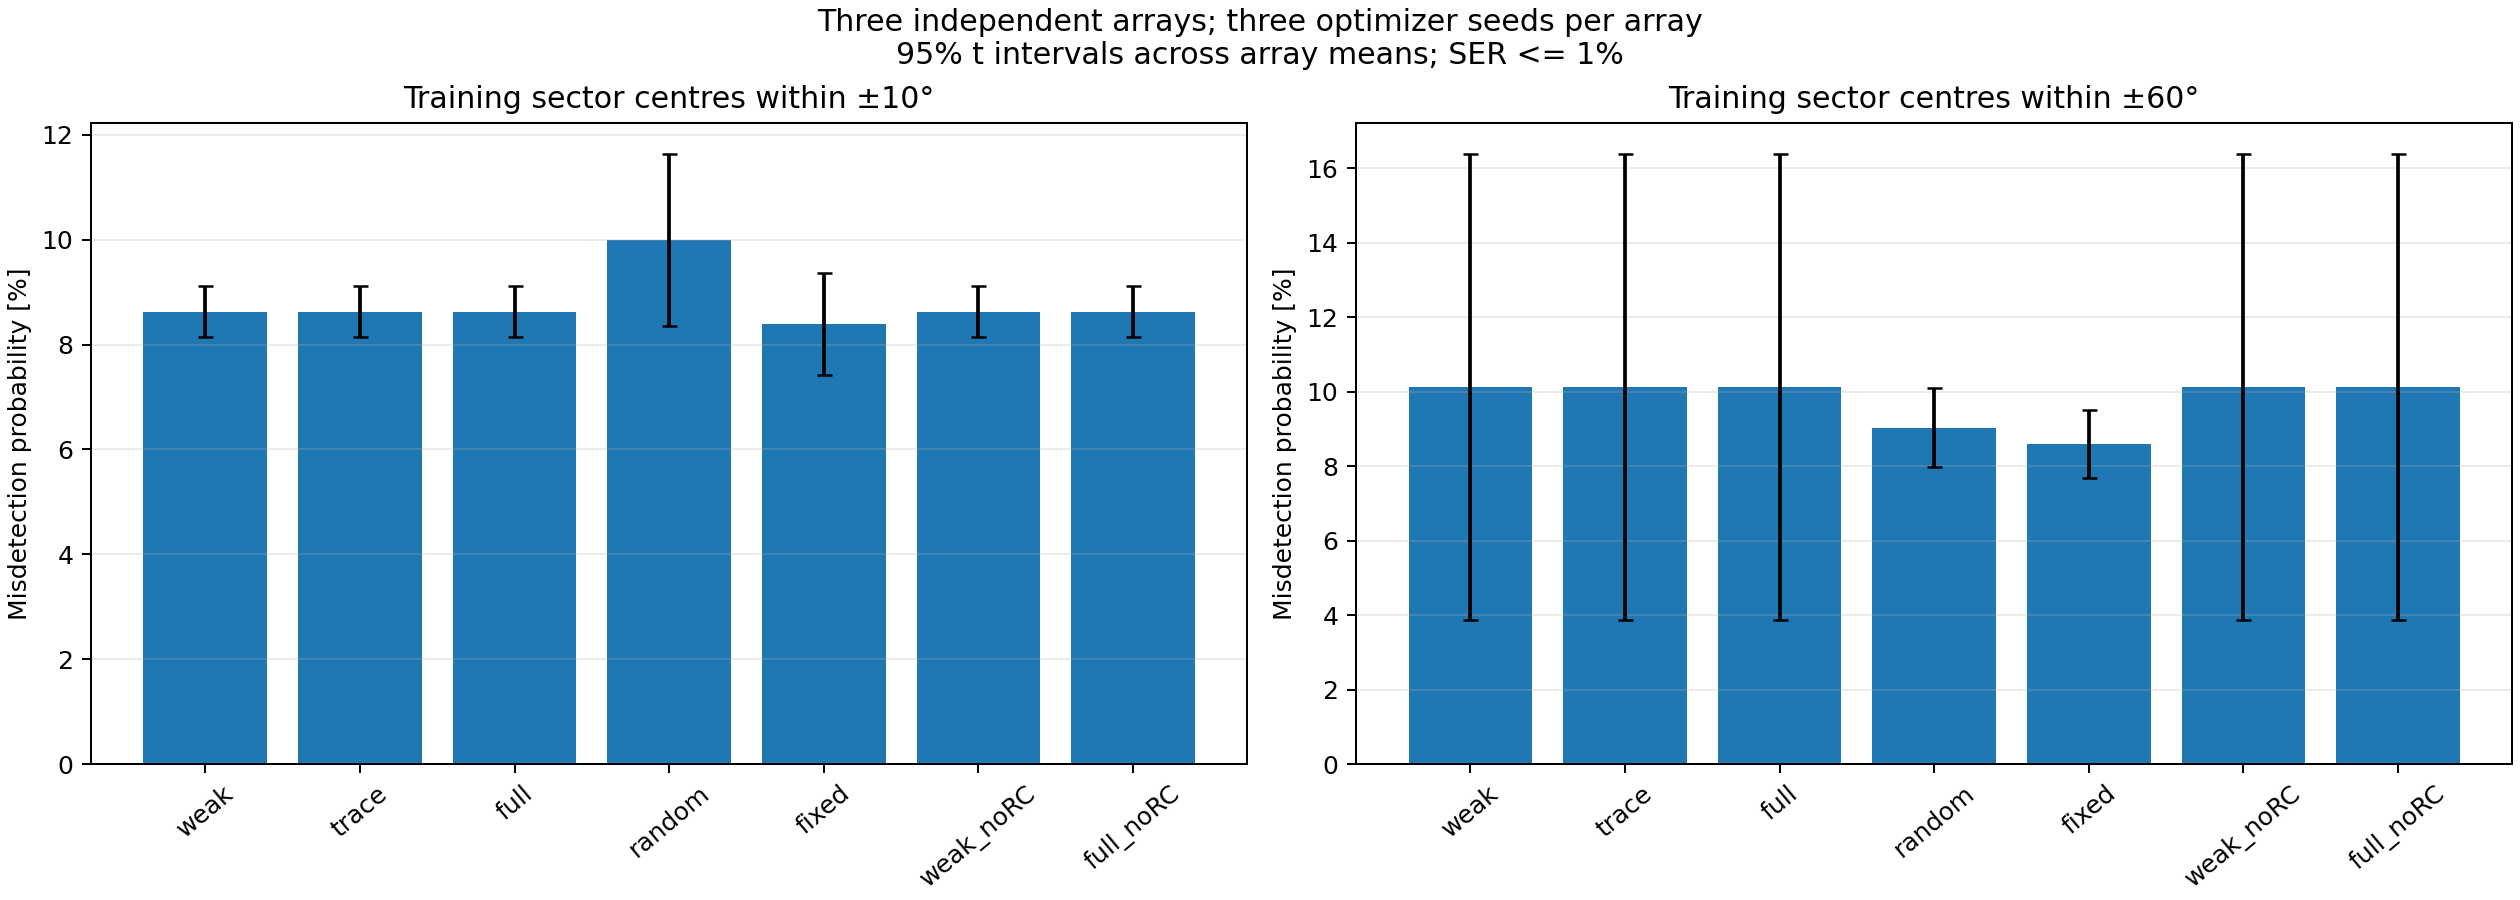 Three independent arrays; three optimizer seeds per array
95% t intervals across array means; SER <= 1%
Training sector centres within ±10°
Misdetection probability [%]
12
10
8
6
4
2
0
weak
trace
full
random
fixed
weak_noRC
full_noRC
Training sector centres within ±60°
Misdetection probability [%]
16
14
12
10
8
6
4
2
0
weak
trace
full
random
fixed
weak_noRC
full_noRC